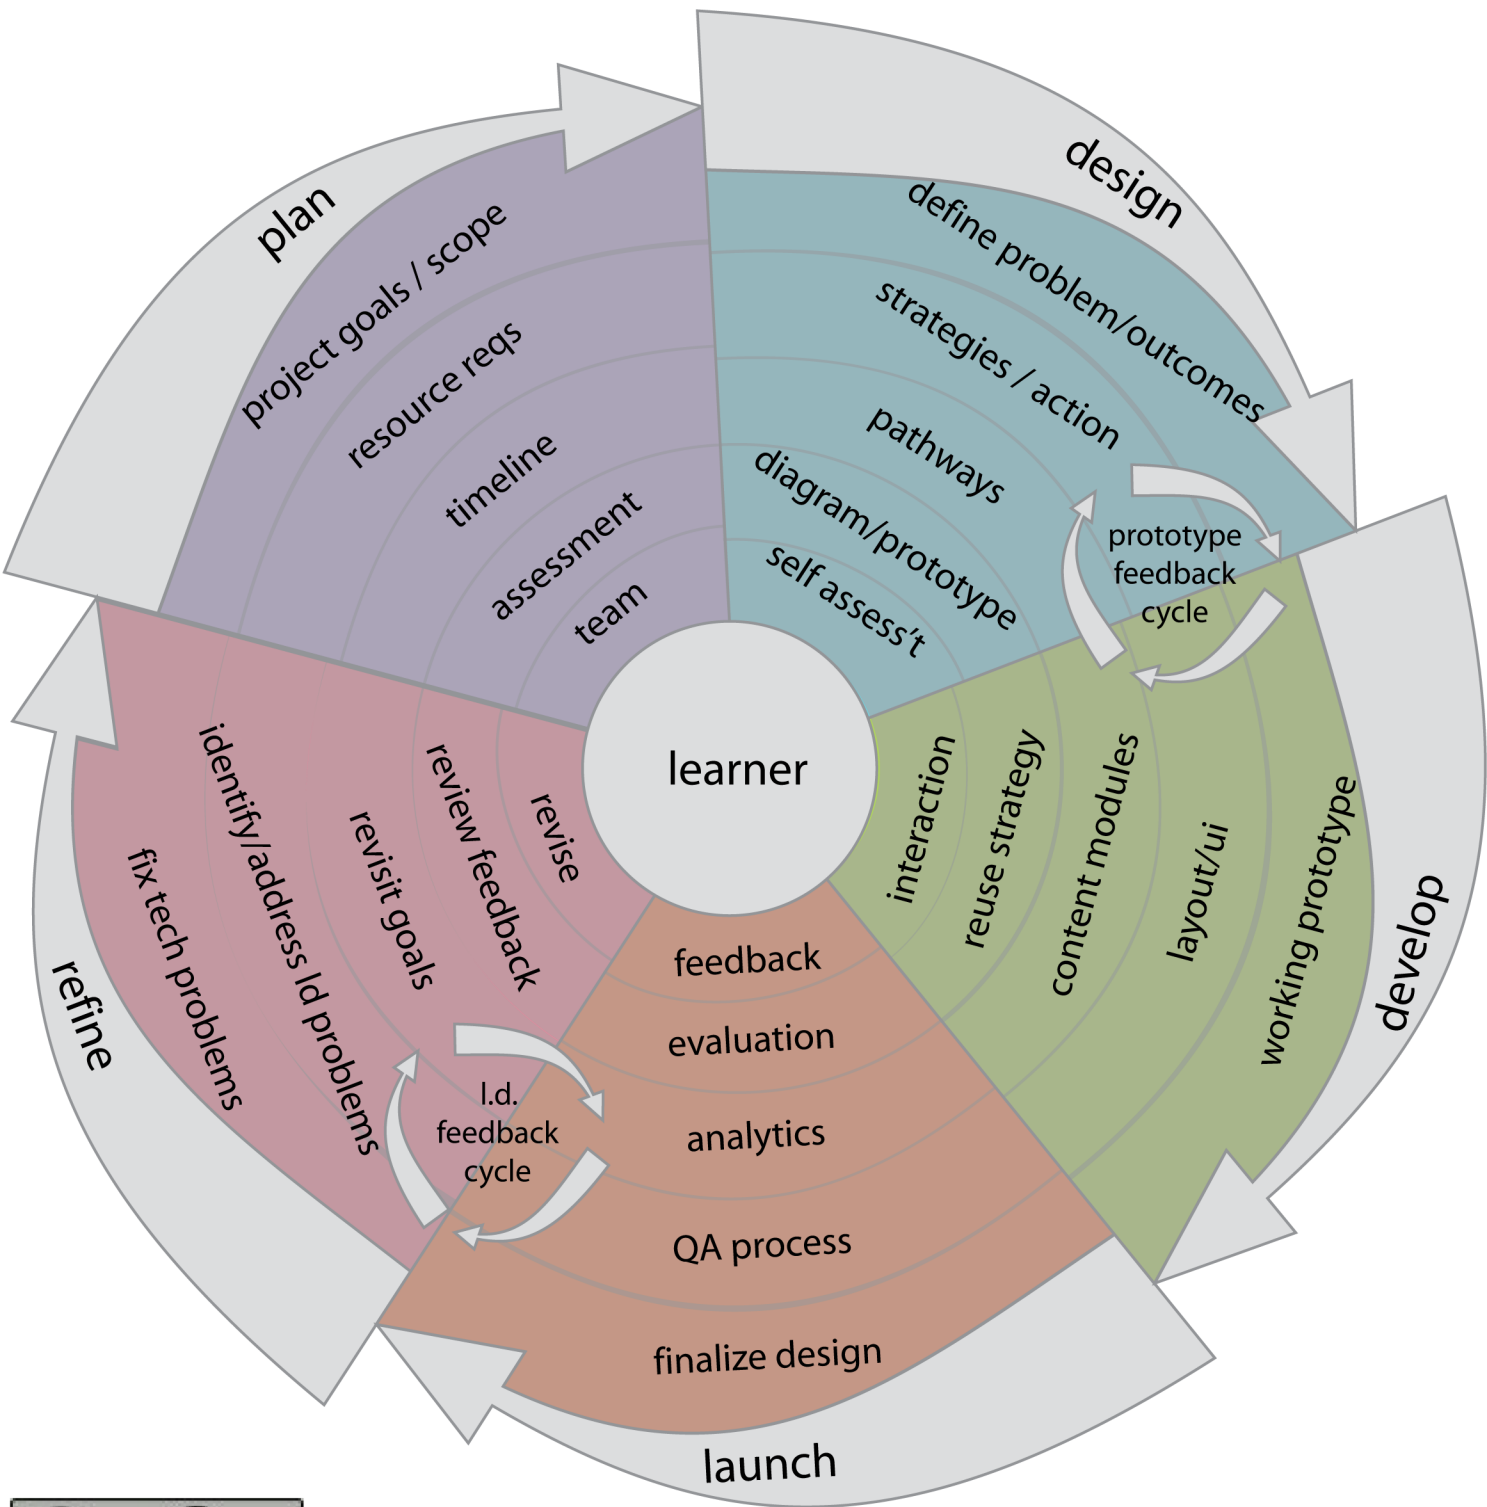 plan
project goals / scope
resource reqs
timeline
assessment
team
design
define problem/outcomes
strategies / action
pathways
diagram/prototype
self assess't
prototype
feedback
cycle
develop
interaction
reuse strategy
content modules
layout/ui
working prototype
launch
feedback
evaluation
analytics
QA process
finalize design
l.d.
feedback
cycle
refine
fix tech problems
identify/address ld problems
revisit goals
review feedback
revise
learner